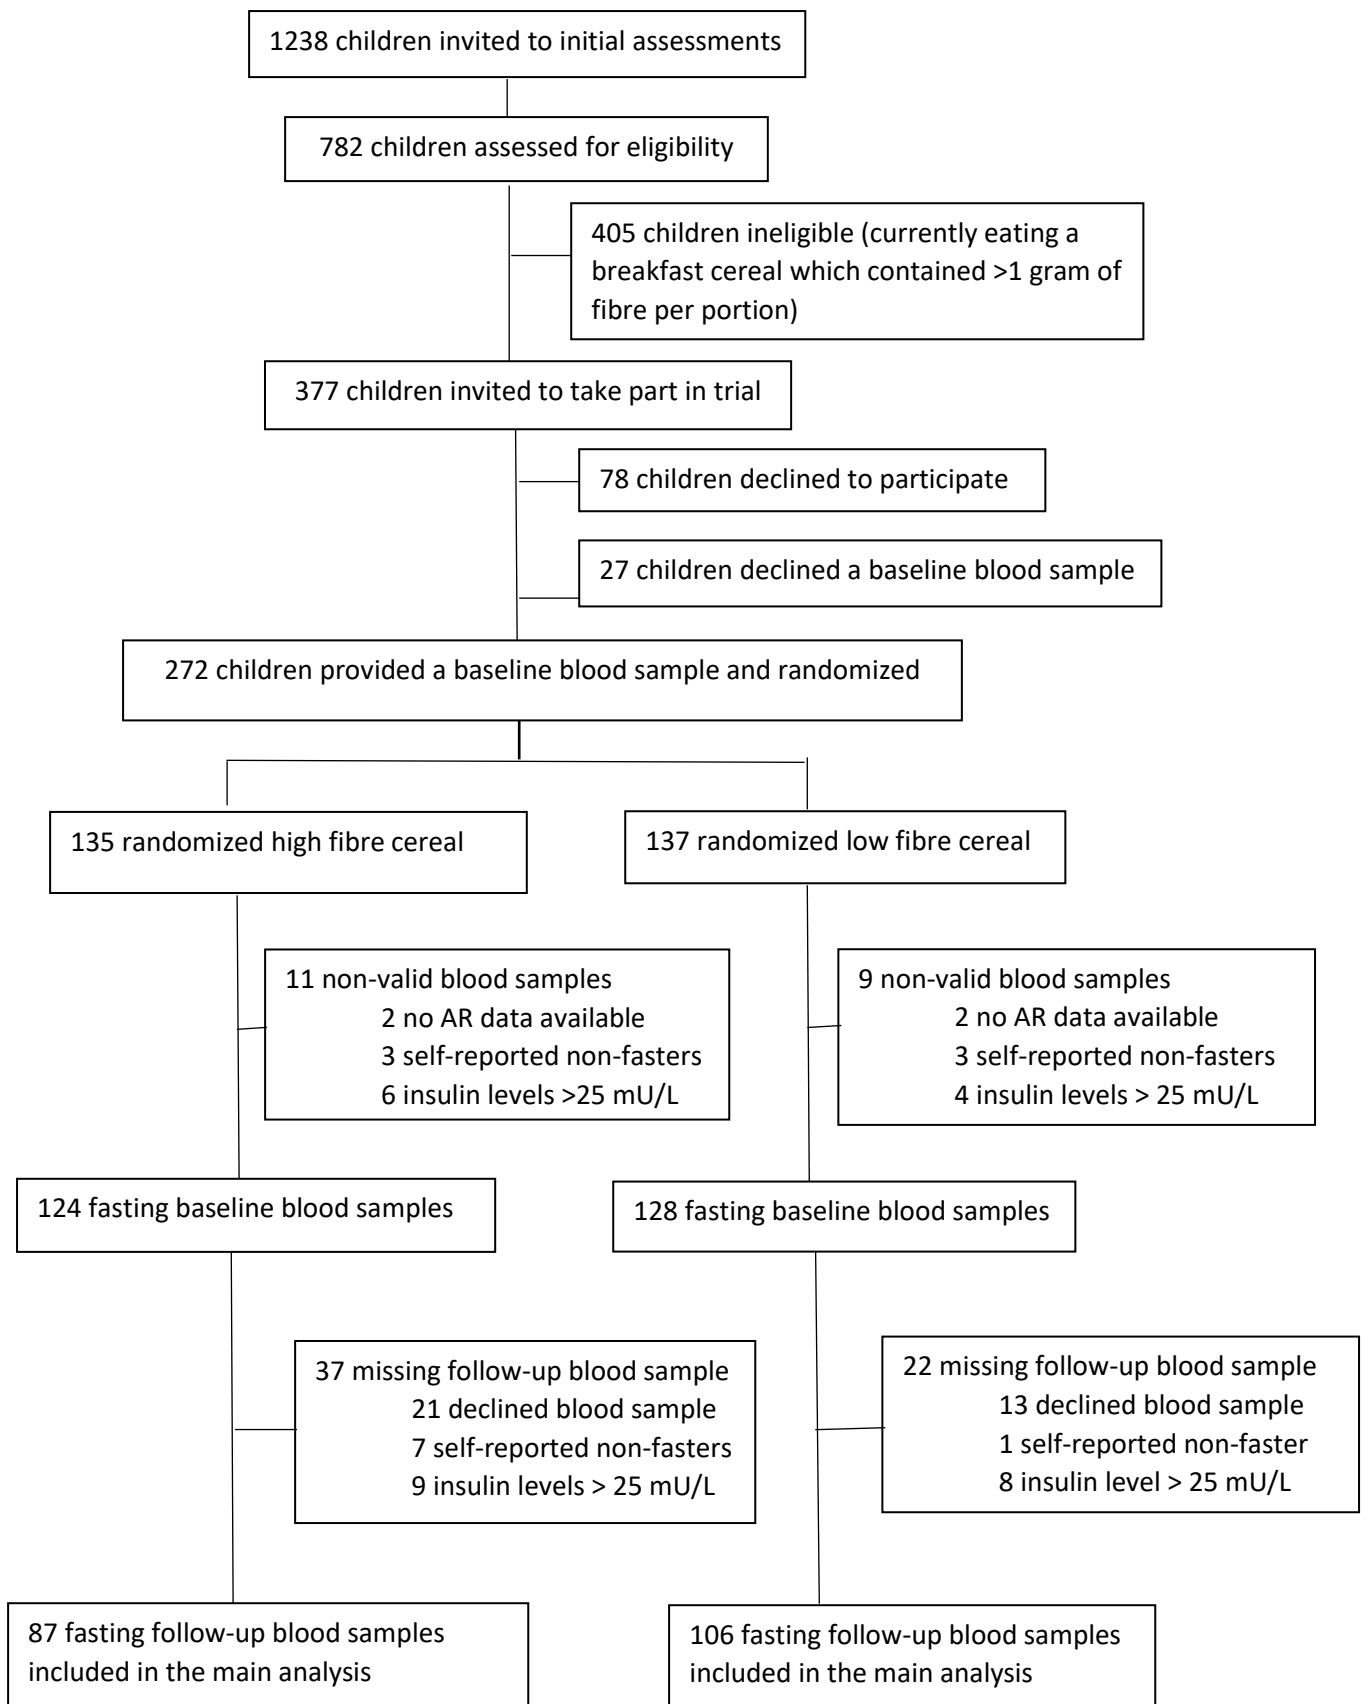 1238 children invited to initial assessments
782 children assessed for eligibility
405 children ineligible (currently eating a
breakfast cereal which contained >1 gram of
fibre per portion)
377 children invited to take part in trial
78 children declined to participate
27 children declined a baseline blood sample
272 children provided a baseline blood sample and randomized
135 randomized high fibre cereal
137 randomized low fibre cereal
11 non-valid blood samples
2 no AR data available
3 self-reported non-fasters
6 insulin levels >25 mU/L
9 non-valid blood samples
2 no AR data available
3 self-reported non-fasters
4 insulin levels > 25 mU/L
124 fasting baseline blood samples
128 fasting baseline blood samples
37 missing follow-up blood sample
21 declined blood sample
7 self-reported non-fasters
9 insulin levels > 25 mU/L
22 missing follow-up blood sample
13 declined blood sample
1 self-reported non-faster
8 insulin level > 25 mU/L
87 fasting follow-up blood samples
included in the main analysis
106 fasting follow-up blood samples
included in the main analysis